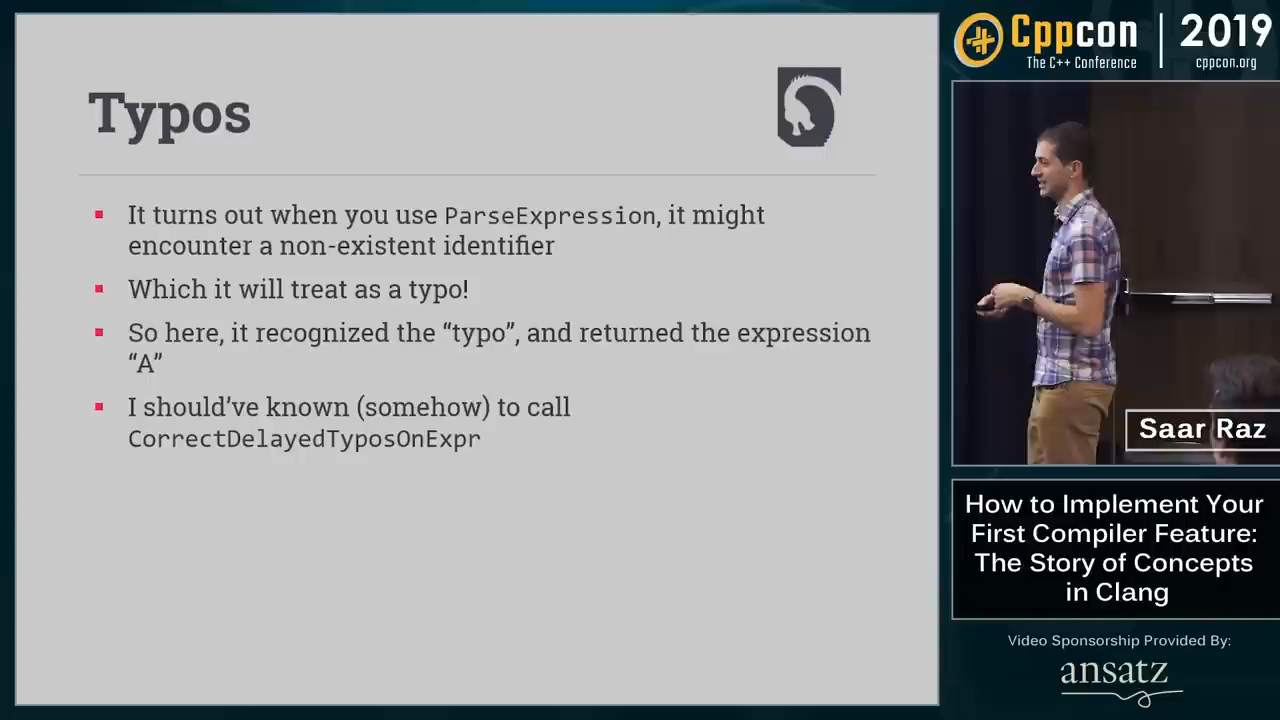 Typos
It turns out when you use ParseExpression, it might
encounter a non-existent identifier
Which it will treat as a typo!
So here, it recognized the “typo”, and returned the expression
“A”
I should’ve known (somehow) to call
CorrectDelayedTyposOnExpr
Cppcon | 2019
The C++ Conference
cppcon.org
Saar Raz
How to Implement Your
First Compiler Feature:
The Story of Concepts
in Clang
Video Sponsorship Provided By:
ansatz